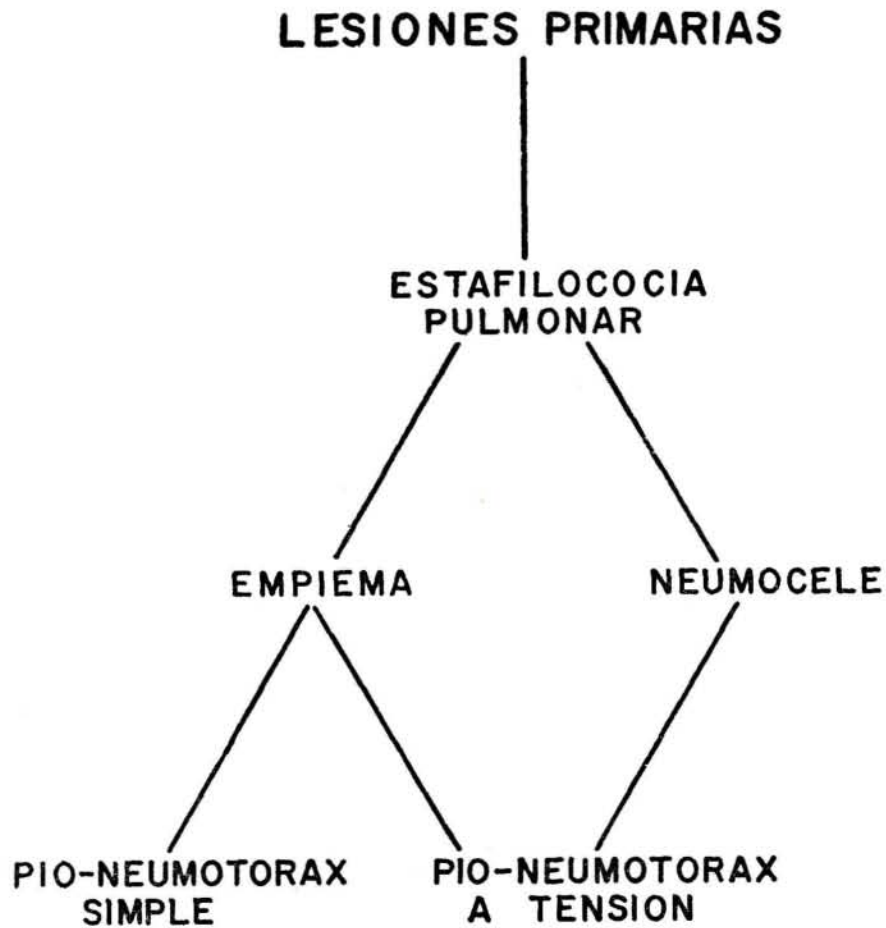 LESIONES PRIMARIAS
ESTAFILOCOCIA
PULMONAR
EMPIEMA
NEUMOCELE
PIO-NEUMOTORAX
SIMPLE
PIO-NEUMOTORAX
A TENSION